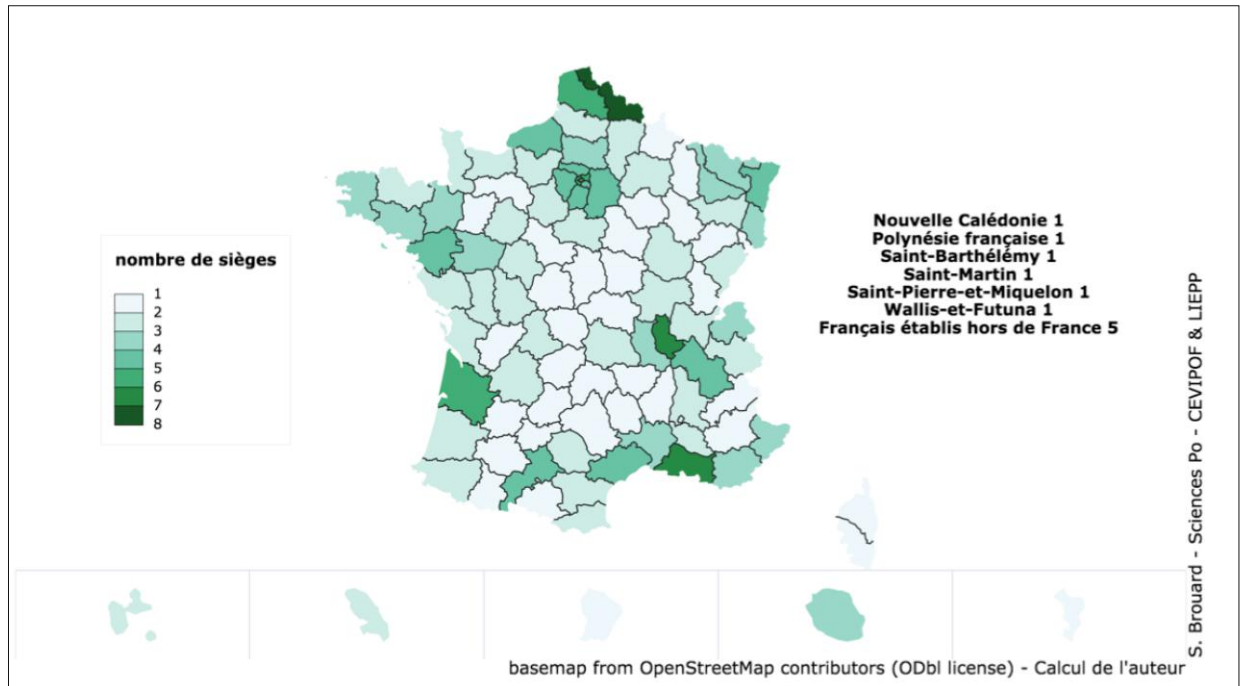 nombre de sièges
1
2
3
4
5
6
7
8
Nouvelle Calédonie 1
Polynésie française 1
Saint-Barthélémy 1
Saint-Martin 1
Saint-Pierre-et-Miquelon 1
Wallis-et-Futuna 1
Français établis hors de France 5
S. Brouard - Sciences Po - CEVIPOF & LIEPP
basemap from OpenStreetMap contributors (ODbl license) - Calcul de l'auteur